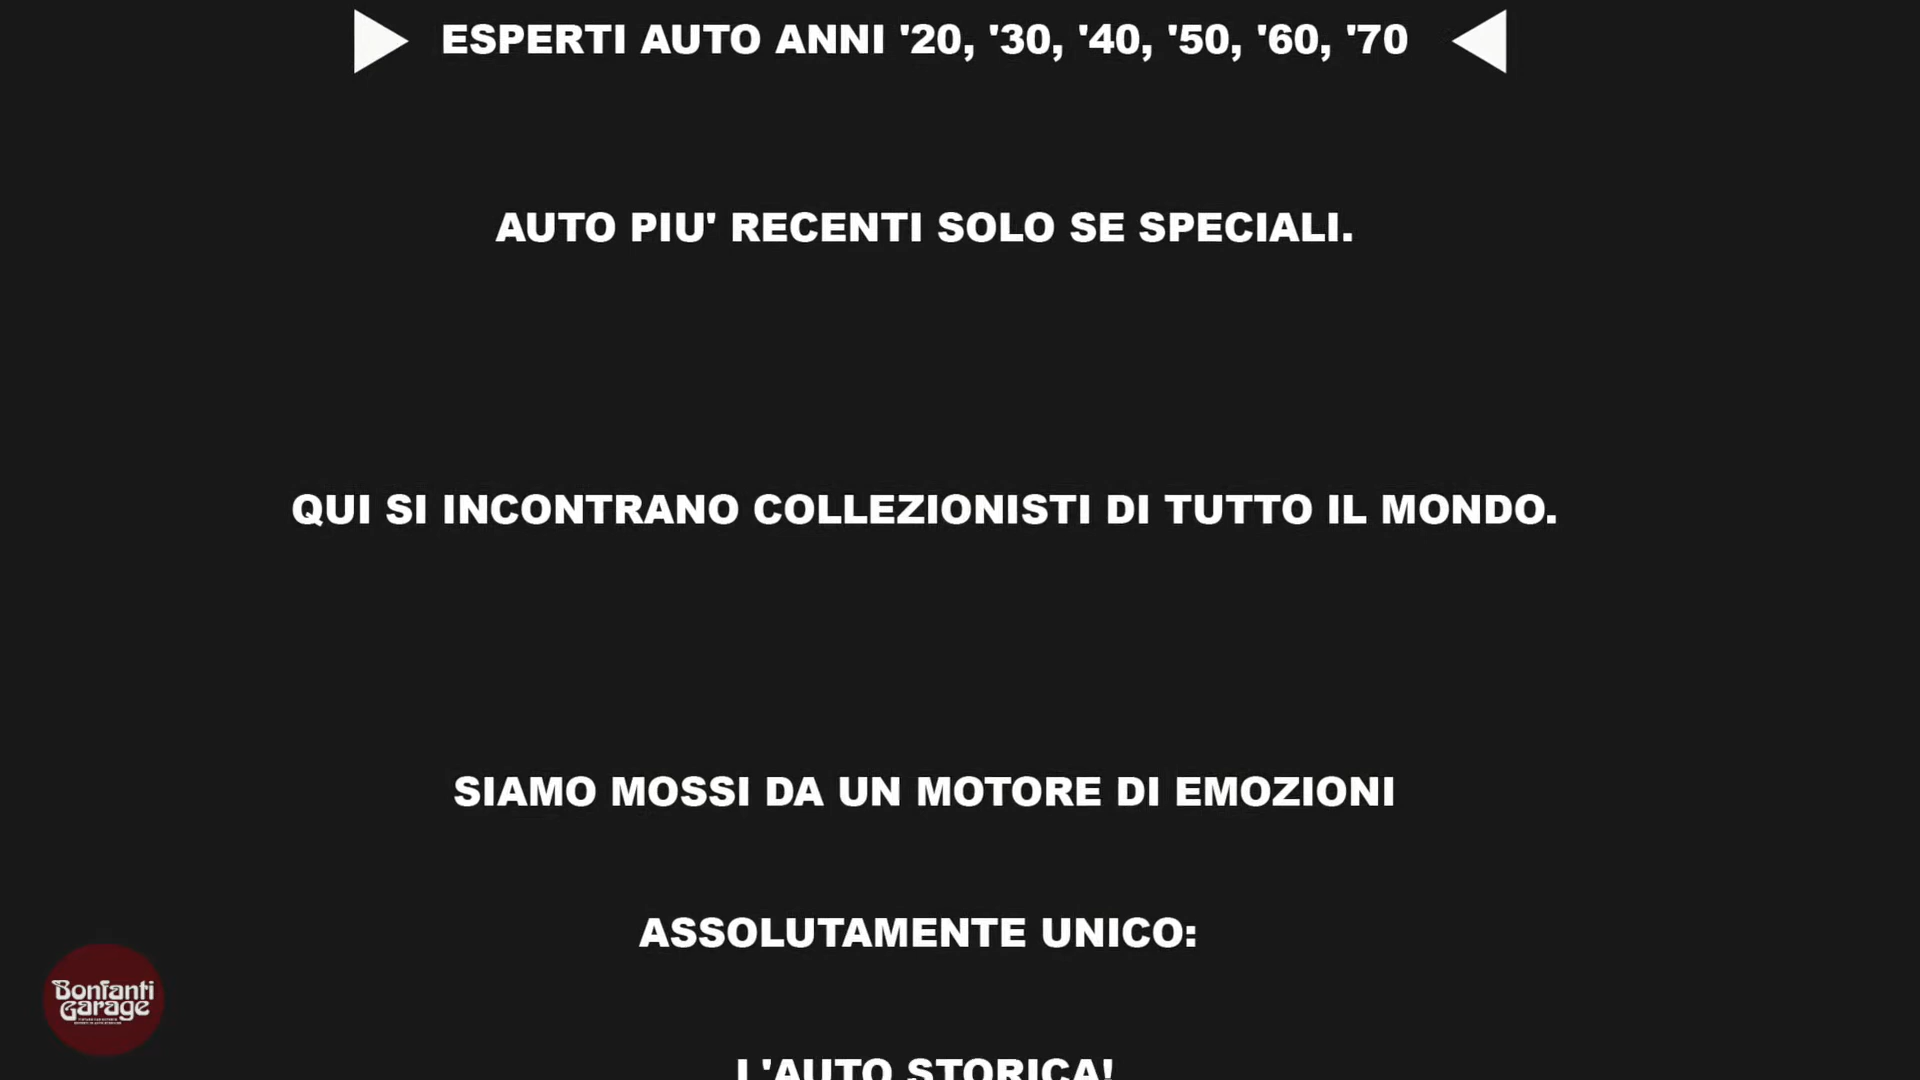 ESPERTI AUTO ANNI '20, '30, '40, '50, '60, '70
AUTO PIU' RECENTI SOLO SE SPECIALI.
QUI SI INCONTRANO COLLEZIONISTI DI TUTTO IL MONDO.
SIAMO MOSSI DA UN MOTORE DI EMOZIONI
ASSOLUTAMENTE UNICO:
L'AUTO STORICA!
Bonfanti
Garage